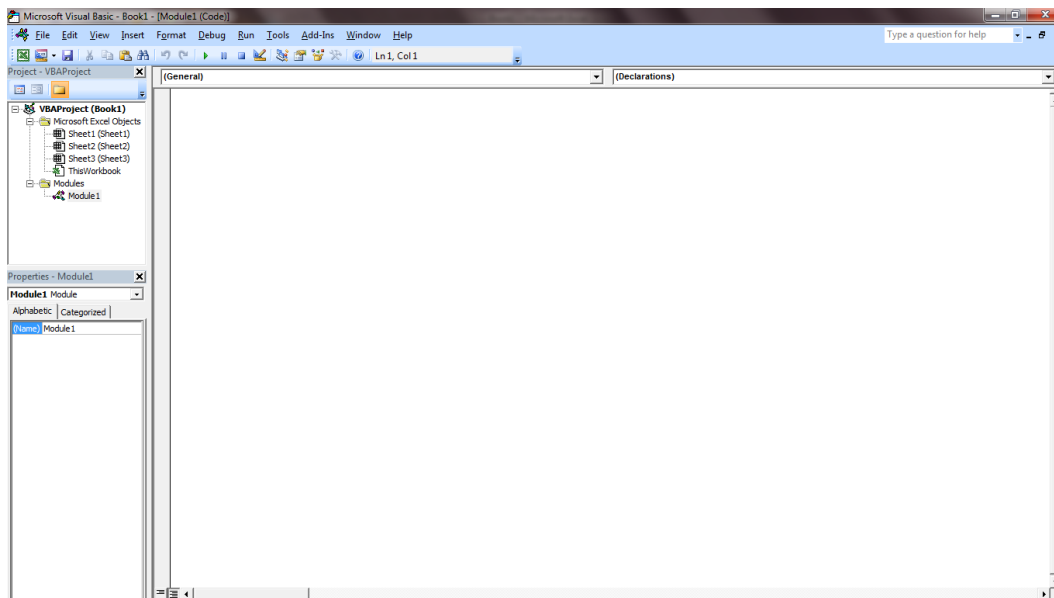 Microsoft Visual Basic - Book1 - [Module1 (Code)]
File Edit View Insert Format Debug Run Tools Add-Ins Window Help
Type a question for help
Ln 1, Col 1
Project - VBAProject
(General)
(Declarations)
VBAProject (Book1)
Microsoft Excel Objects
Sheet1 (Sheet1)
Sheet2 (Sheet2)
Sheet3 (Sheet3)
ThisWorkbook
Modules
Module1
Properties - Module1
Module1 Module
Alphabetic Categorized
(Name) Module1